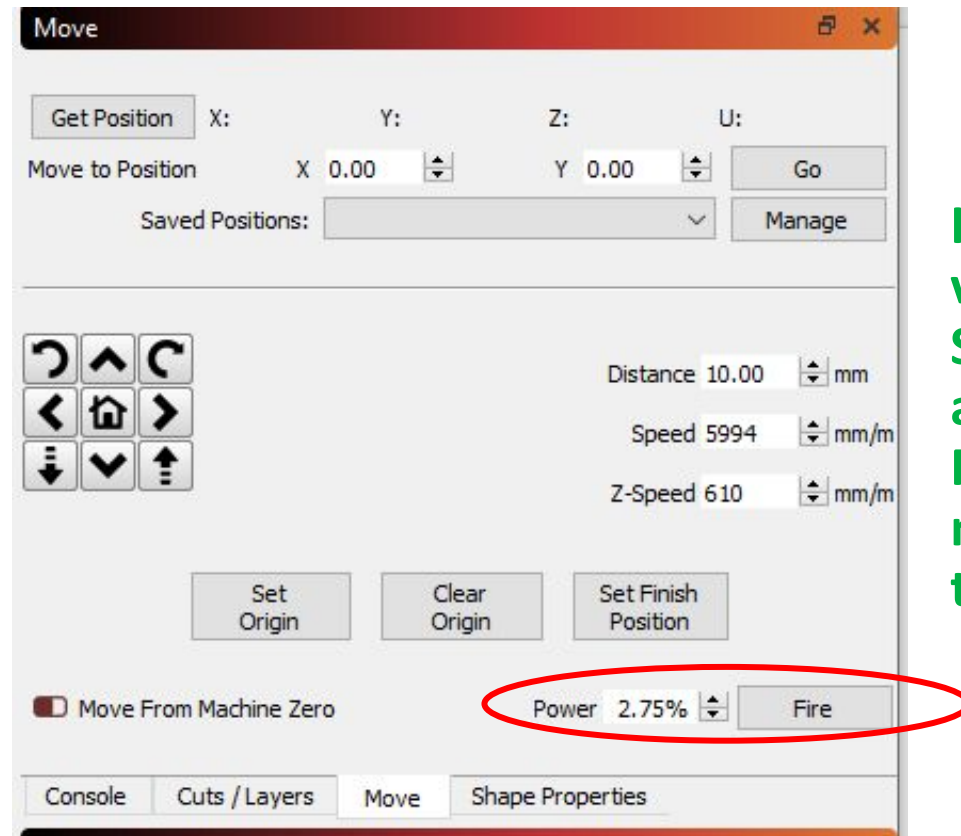 Move
Get Position X: Y: Z: U:
Move to Position X 0.00 Y 0.00 Go
Saved Positions: Manage
Distance 10.00 mm
Speed 5994 mm/m
Z-Speed 610 mm/m
Set Origin
Clear Origin
Set Finish Position
Move From Machine Zero Power 2.75% Fire
Console Cuts / Layers Move Shape Properties